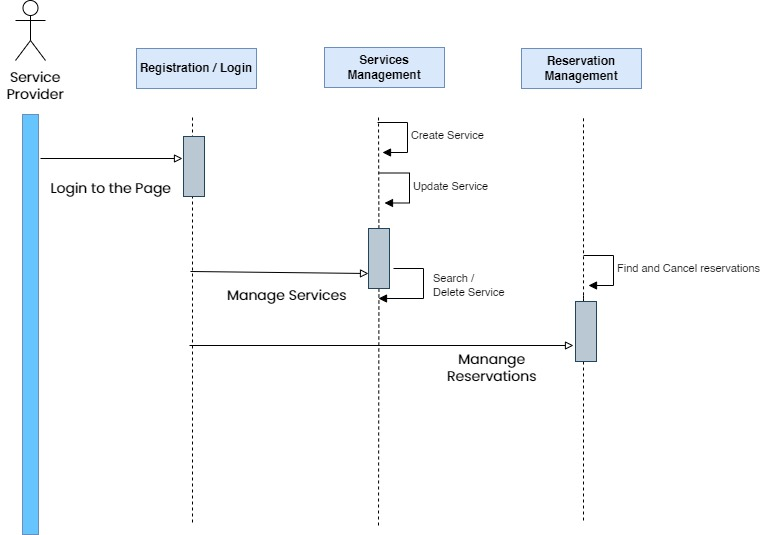 Service
Provider
Registration / Login
Services
Management
Reservation
Management
Create Service
Login to the Page
Update Service
Find and Cancel reservations
Search /
Delete Service
Manage Services
Manange
Reservations